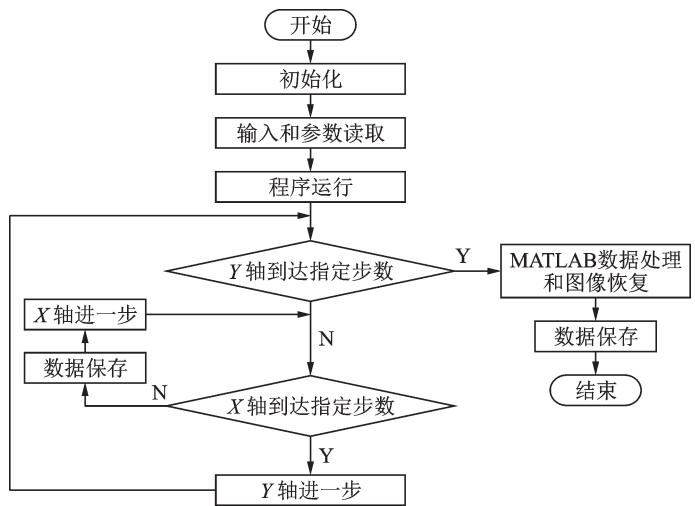 开始
初始化
输入和参数读取
程序运行
Y轴到达指定步数
Y
MATLAB数据处理
和图像恢复
X轴进一步
N
数据保存
数据保存
N
X轴到达指定步数
结束
Y
Y轴进一步